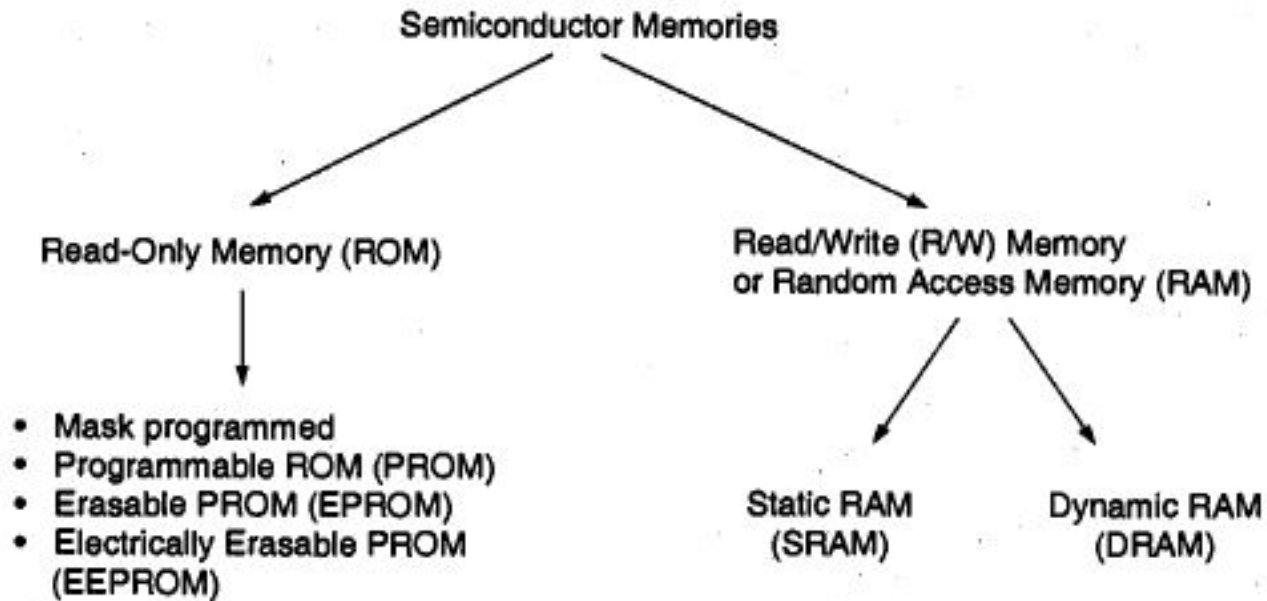 Semiconductor Memories
Read-Only Memory (ROM)
Read/Write (R/W) Memory
or Random Access Memory (RAM)
• Mask programmed
• Programmable ROM (PROM)
• Erasable PROM (EPROM)
• Electrically Erasable PROM
(EEPROM)
Static RAM
(SRAM)
Dynamic RAM
(DRAM)